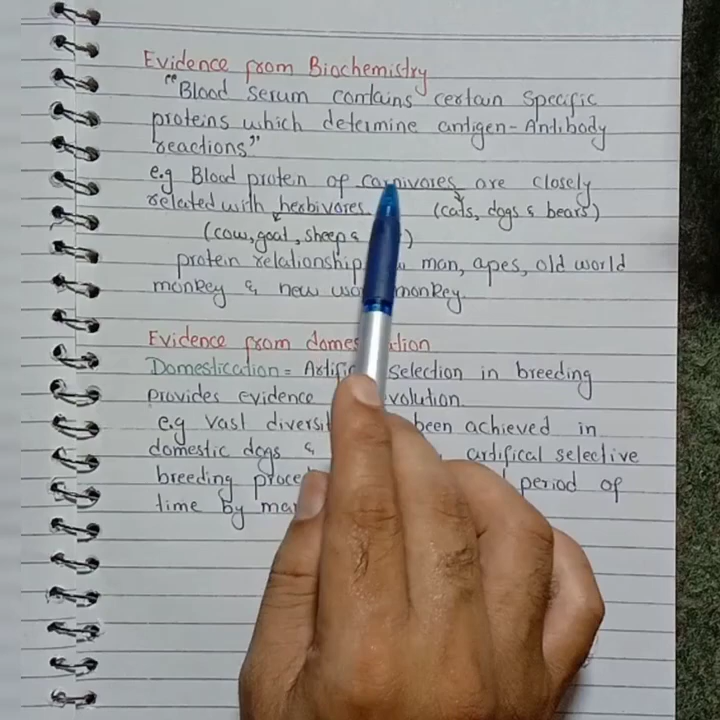 Evidence from Biochemistry
"Blood Serum contains certain Specific
proteins which determine antigen-Antibody
reactions"
e.g Blood protein of carnivores are closely
related with herbivores (cats, dogs & bears)
(cow, goat, sheep & )
protein relationship man, apes, old world
monkey & new monkey.
Evidence from
Domestication = selection in breeding
provides evidence
e.g vast been achieved in
domestic dogs & artifical selective
breeding period of
time by